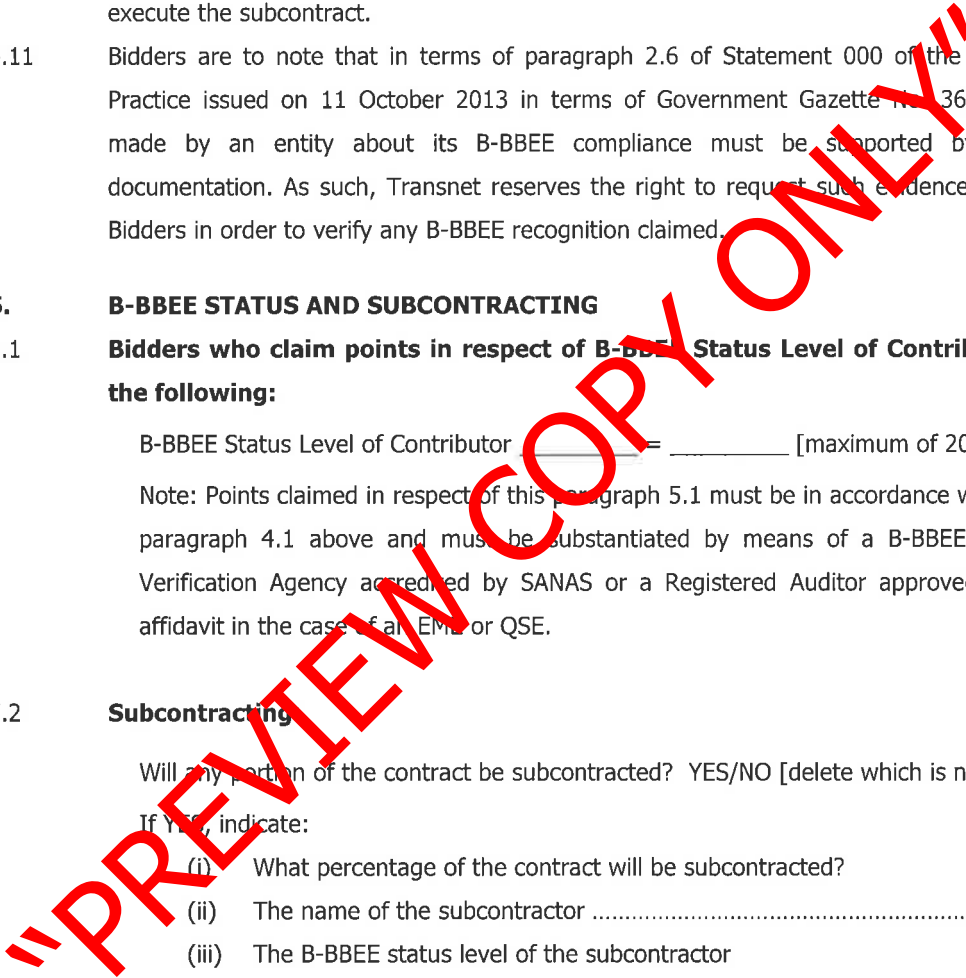 execute the subcontract.
.11 Bidders are to note that in terms of paragraph 2.6 of Statement 000 of the
Practice issued on 11 October 2013 in terms of Government Gazette No. 36
made by an entity about its B-BBEE compliance must be supported b
documentation. As such, Transnet reserves the right to request such evidence
Bidders in order to verify any B-BBEE recognition claimed.
. B-BBEE STATUS AND SUBCONTRACTING
.1 Bidders who claim points in respect of B-BBEE Status Level of Contri
the following:
B-BBEE Status Level of Contributor _________ = _________ [maximum of 20
Note: Points claimed in respect of this paragraph 5.1 must be in accordance w
paragraph 4.1 above and must be substantiated by means of a B-BBEE
Verification Agency accredited by SANAS or a Registered Auditor approve
affidavit in the case of an EME or QSE.
.2 Subcontracting
Will any portion of the contract be subcontracted? YES/NO [delete which is n
If YES, indicate:
(i) What percentage of the contract will be subcontracted?
(ii) The name of the subcontractor ........................................................
(iii) The B-BBEE status level of the subcontractor
"PREVIEW COPY ONLY"